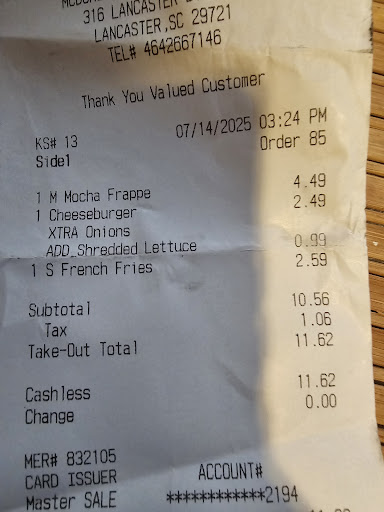 316 LANCASTER
LANCASTER,SC 29721
TEL# 4642667146
Thank You Valued Customer
KS# 13 07/14/2025 03:24 PM
Side1 Order 85
1 M Mocha Frappe 4.49
1 Cheeseburger 2.49
XTRA Onions
ADD Shredded Lettuce 0.99
1 S French Fries 2.59
Subtotal 10.56
Tax 1.06
Take-Out Total 11.62
Cashless 11.62
Change 0.00
MER# 832105
CARD ISSUER ACCOUNT#
Master SALE ************2194